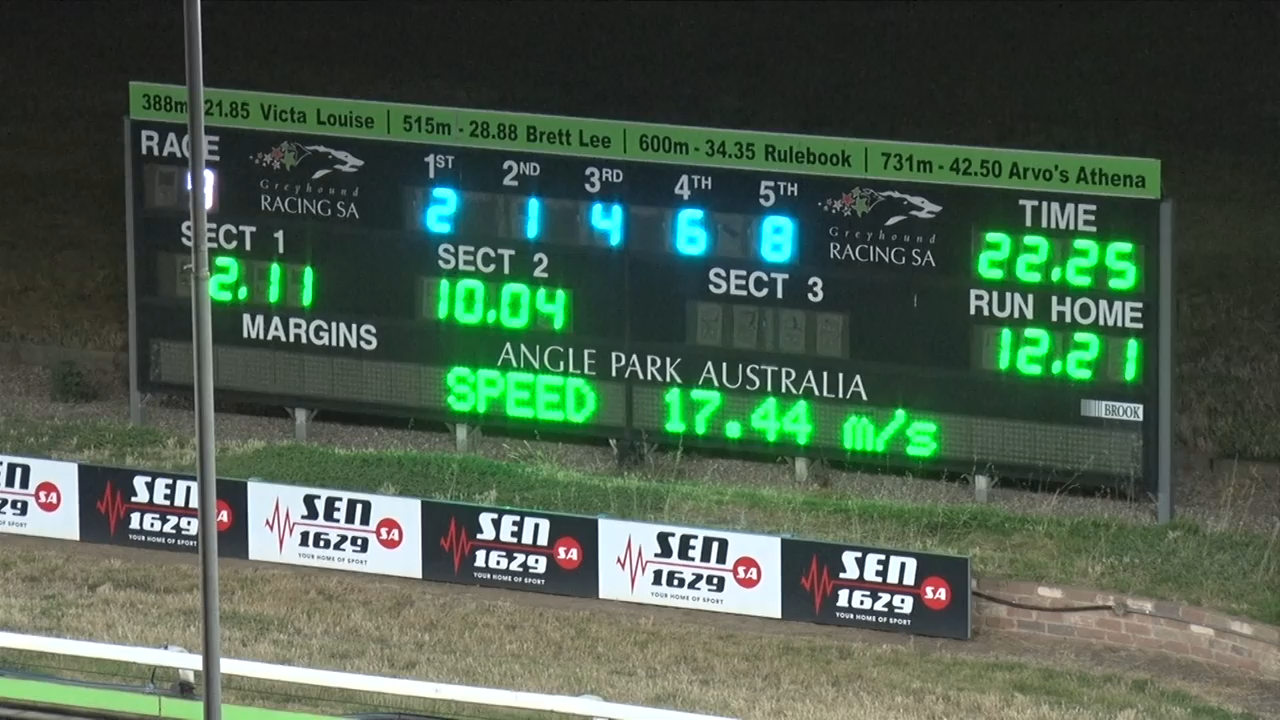 388m 21.85 Victa Louise | 515m - 28.88 Brett Lee | 600m - 34.35 Rulebook | 731m - 42.50 Arvo's Athena
RACE
Greyhound
RACING SA
1ST 2ND 3RD 4TH 5TH
2 1 4 6 8
Greyhound
RACING SA
TIME
22.25
SECT 1
2.11
SECT 2
10.04
SECT 3
RUN HOME
12.21
MARGINS
ANGLE PARK AUSTRALIA
SPEED 17.44 m/s
BROOK
EN SA
29
OF SPORT
SEN SA
1629
YOUR HOME OF SPORT
SEN SA
1629
YOUR HOME OF SPORT
SEN SA
1629
YOUR HOME OF SPORT
SEN SA
1629
YOUR HOME OF SPORT
SEN SA
1629
YOUR HOME OF SPORT